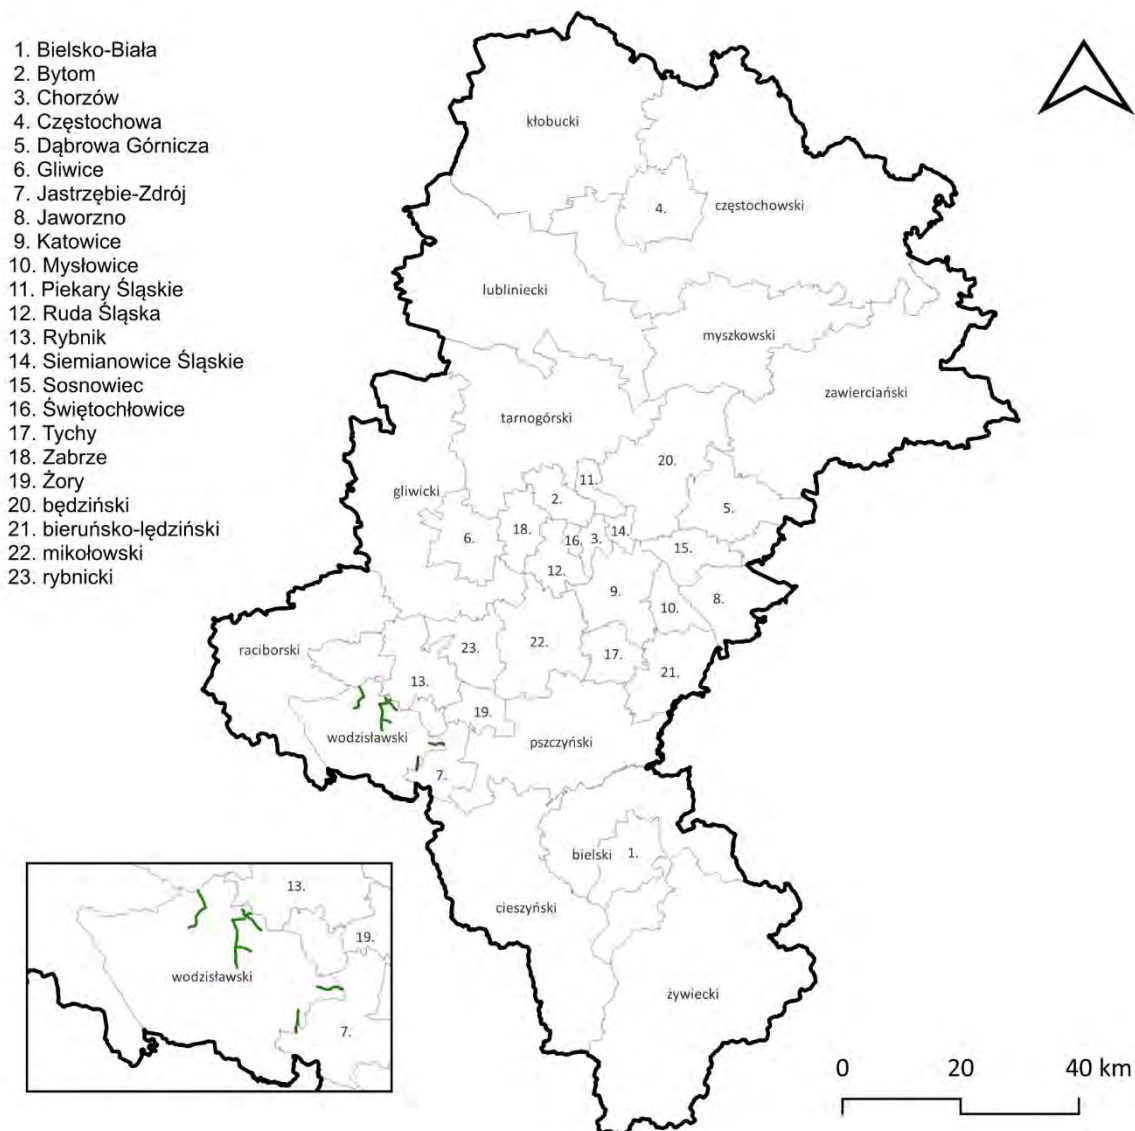 1. Bielsko-Biała
2. Bytom
3. Chorzów
4. Częstochowa
5. Dąbrowa Górnicza
6. Gliwice
7. Jastrzębie-Zdrój
8. Jaworzno
9. Katowice
10. Mysłowice
11. Piekary Śląskie
12. Ruda Śląska
13. Rybnik
14. Siemianowice Śląskie
15. Sosnowiec
16. Świętochłowice
17. Tychy
18. Zabrze
19. Żory
20. będziński
21. bieruńsko-lędziński
22. mikołowski
23. rybnicki
kłobucki
4.
częstochowski
lubliniecki
myszkowski
zawierciański
tarnogórski
20.
11.
gliwicki
2.
5.
6.
18.
16.
3.
14.
15.
12.
9.
10.
8.
raciborski
23.
22.
17.
21.
13.
19.
wodzisławski
pszczyński
7.
bielski
1.
cieszyński
żywiecki
13.
19.
wodzisławski
7.
0 20 40 km